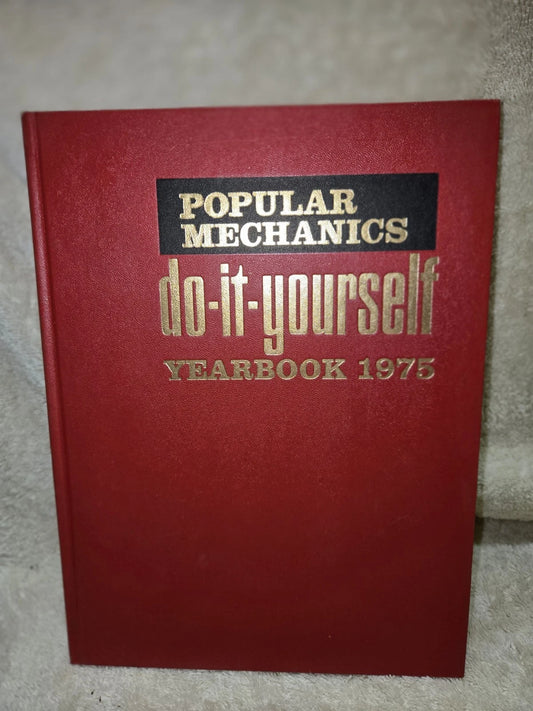 POPULAR
MECHANICS
do-it-yourself
YEARBOOK 1975